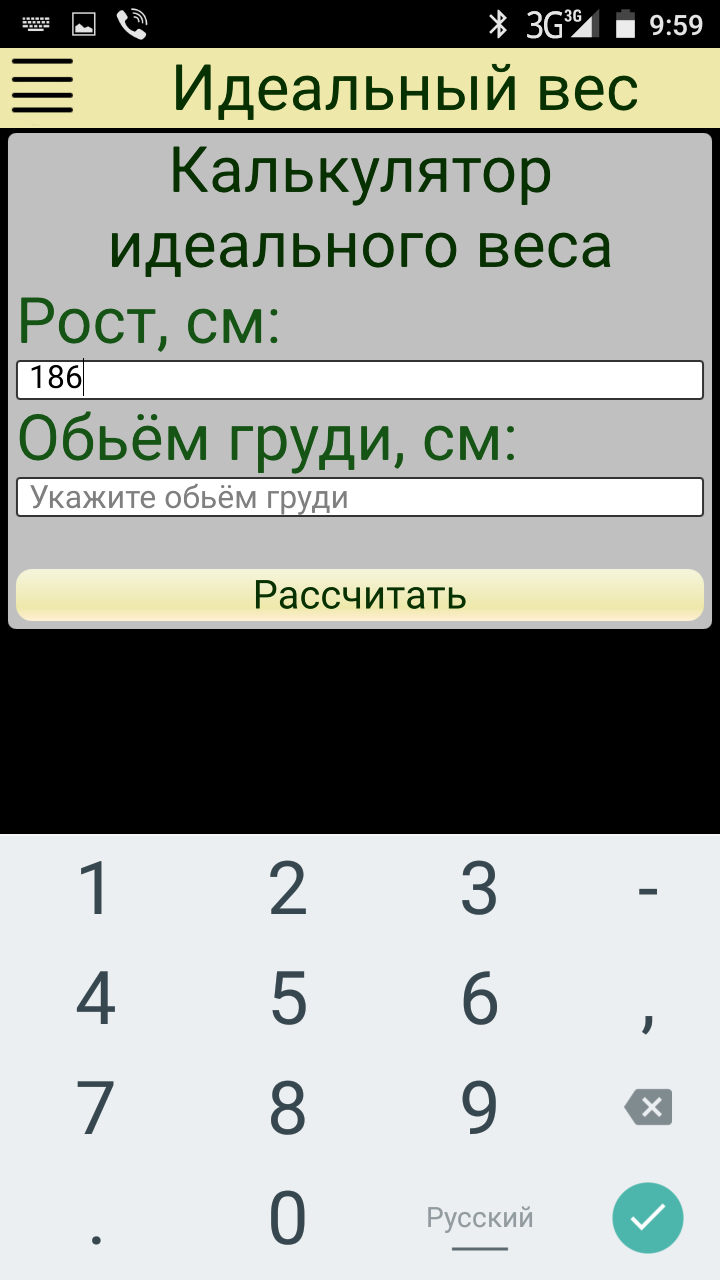 3G 3G 9:59
Идеальный вес
Калькулятор
идеального веса
Рост, см:
186
Обьём груди, см:
Укажите обьём груди
Рассчитать
1 2 3 -
4 5 6 ,
7 8 9
. 0 Русский